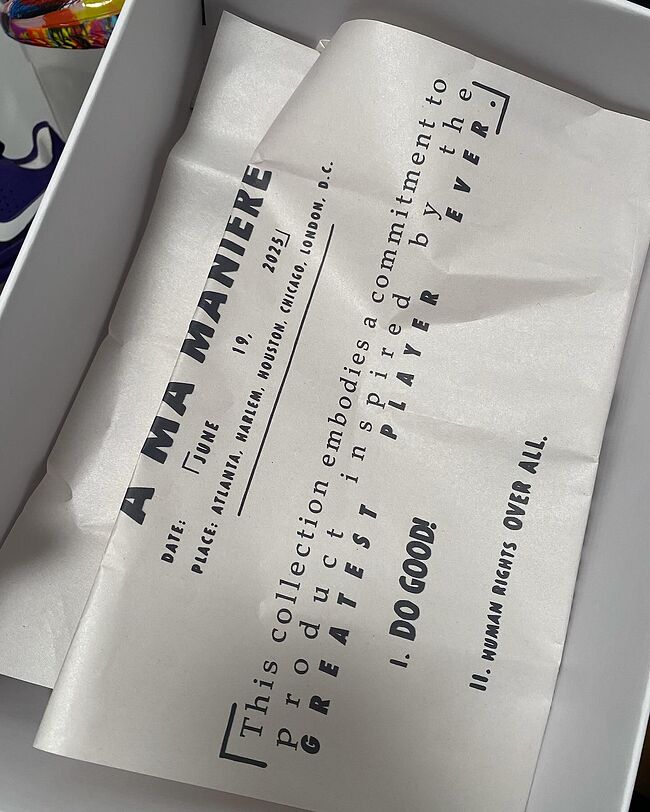 A MA MANIERE
DATE: JUNE 19, 2025
PLACE: ATLANTA, HARLEM, HOUSTON, CHICAGO, LONDON, D.C.
This collection embodies a commitment to
product inspired by the
GREATEST PLAYER EVER.
I. DO GOOD!
II. HUMAN RIGHTS OVER ALL.